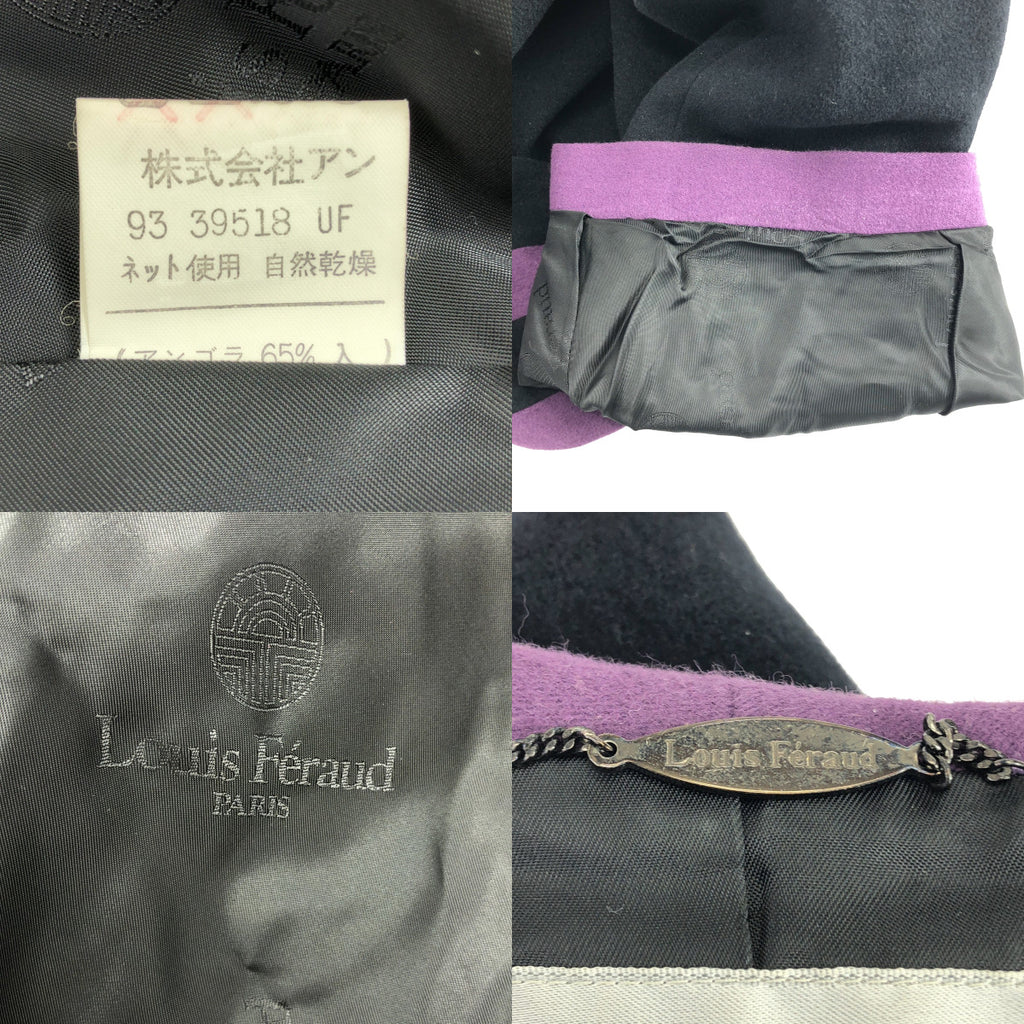 株式会社アン
93 39518 UF
ネット使用 自然乾燥
(アンゴラ 65% 入)
Louis Féraud
PARIS
Louis Féraud